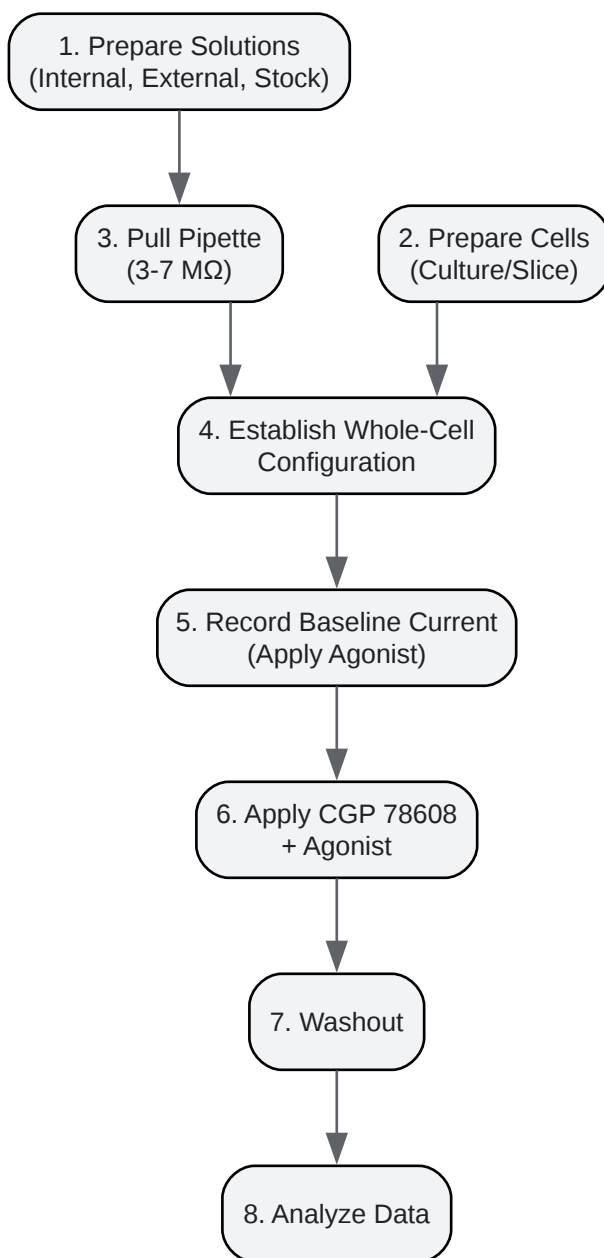 1. Prepare Solutions
(Internal, External, Stock)
3. Pull Pipette
(3-7 MΩ)
2. Prepare Cells
(Culture/Slice)
4. Establish Whole-Cell
Configuration
5. Record Baseline Current
(Apply Agonist)
6. Apply CGP 78608
+ Agonist
7. Washout
8. Analyze Data